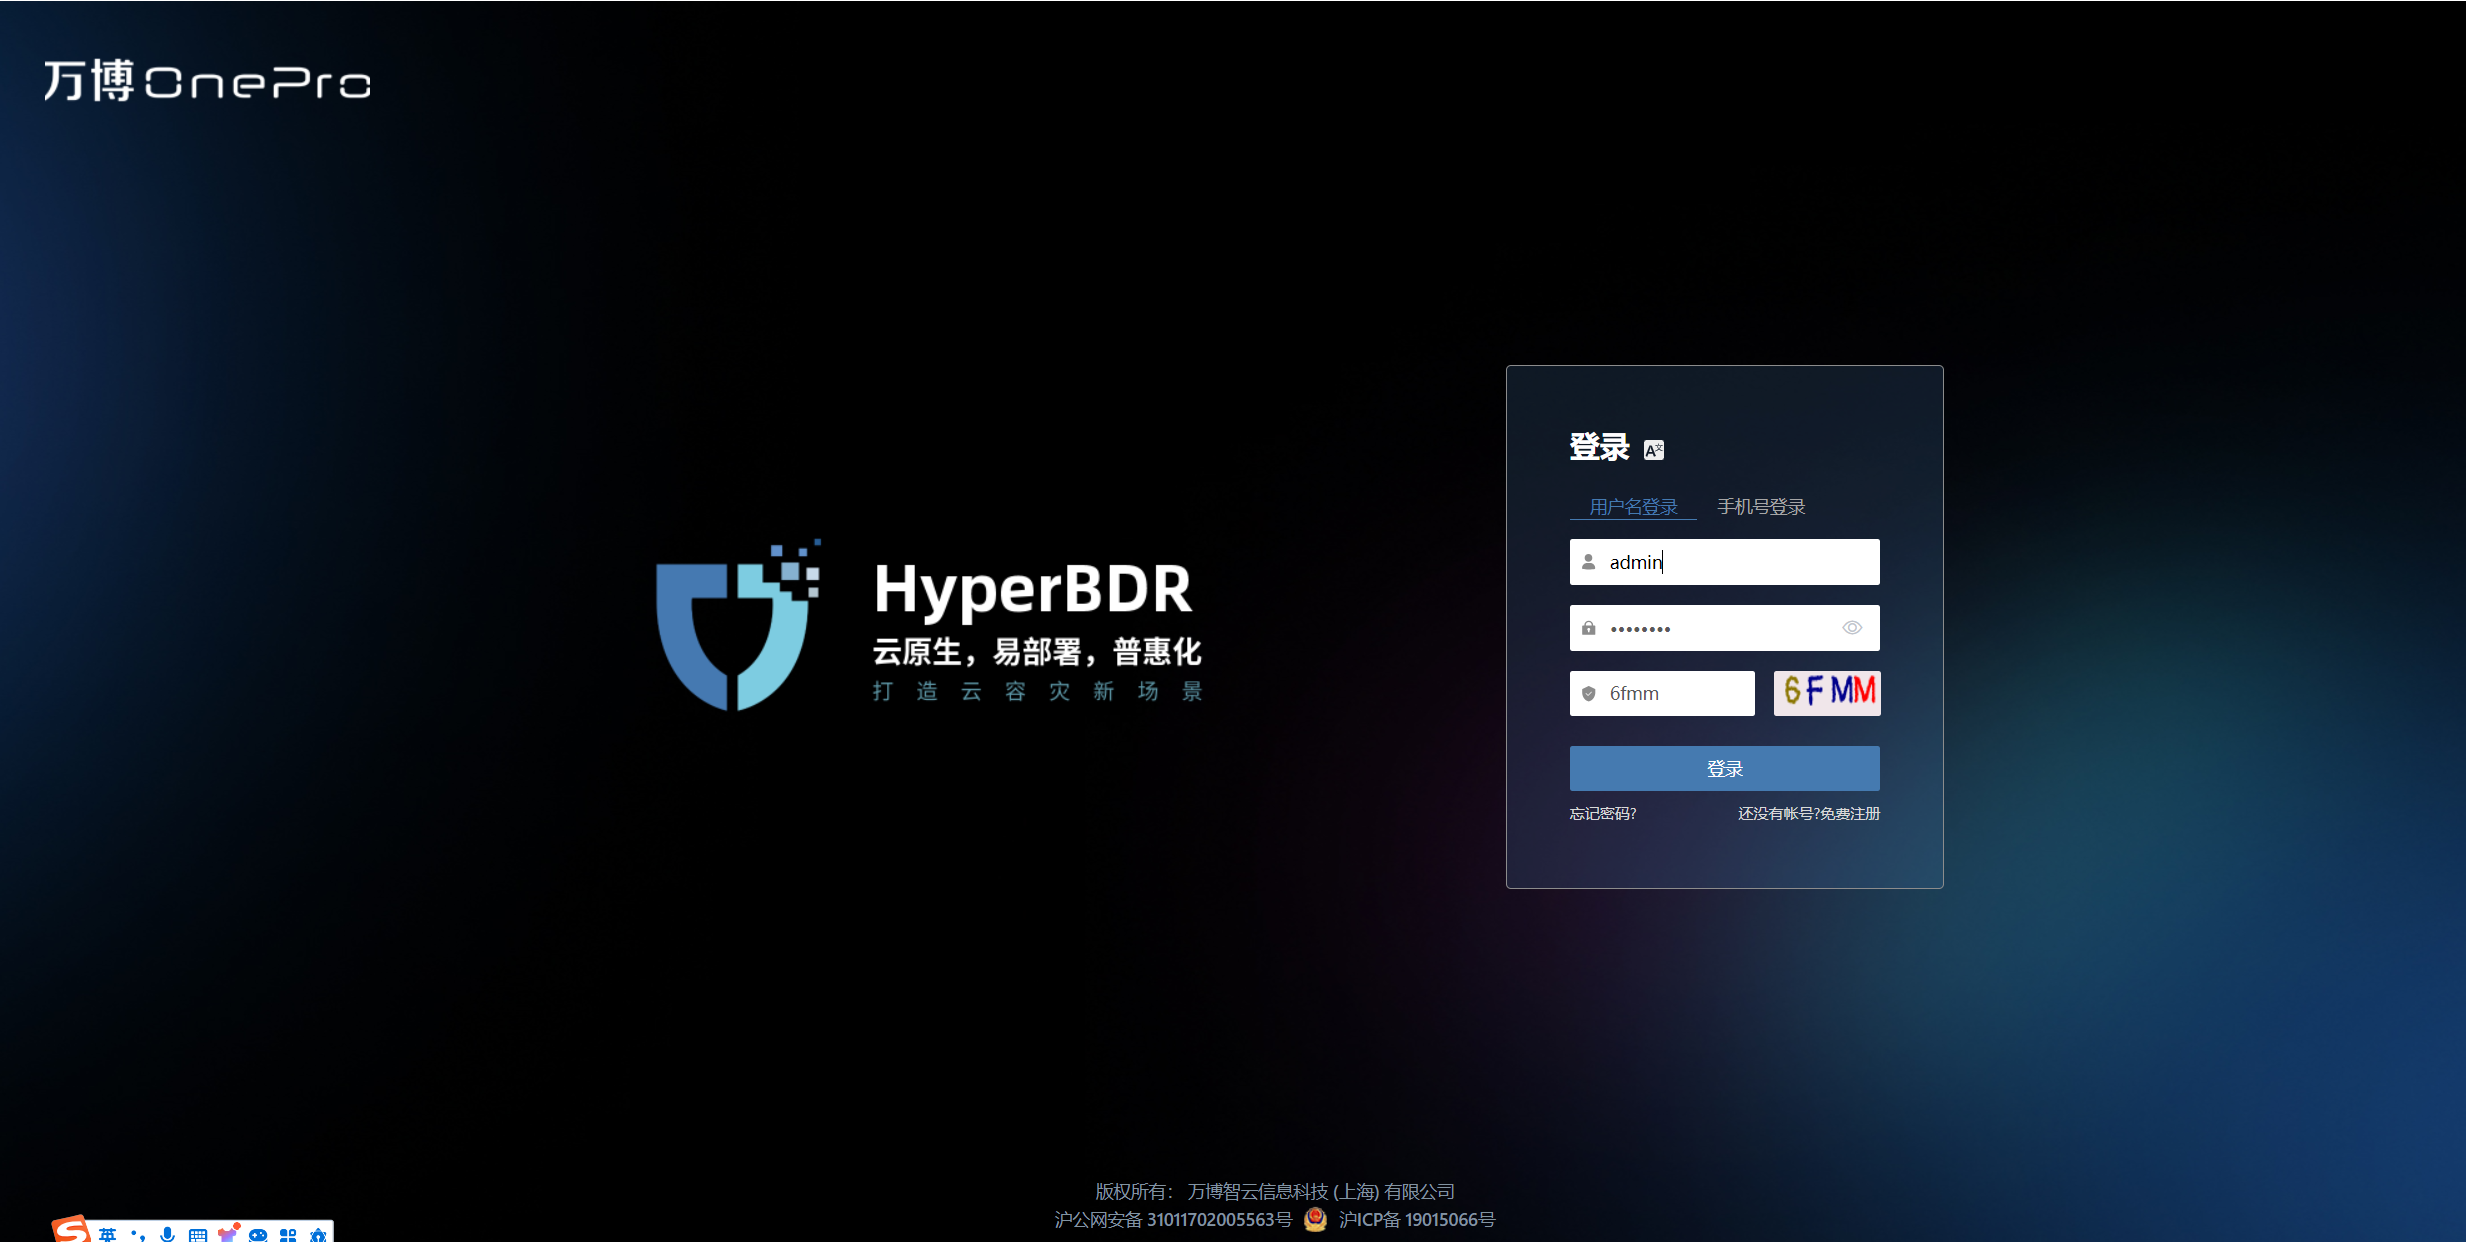 万博OnePro
HyperBDR
云原生，易部署，普惠化
打造云容灾新场景
登录 A文
用户名登录 手机号登录
admin
••••••••
6fmm 6FMM
登录
忘记密码? 还没有帐号?免费注册
版权所有： 万博智云信息科技 (上海) 有限公司
沪公网安备 31011702005563号 沪ICP备 19015066号
S 英